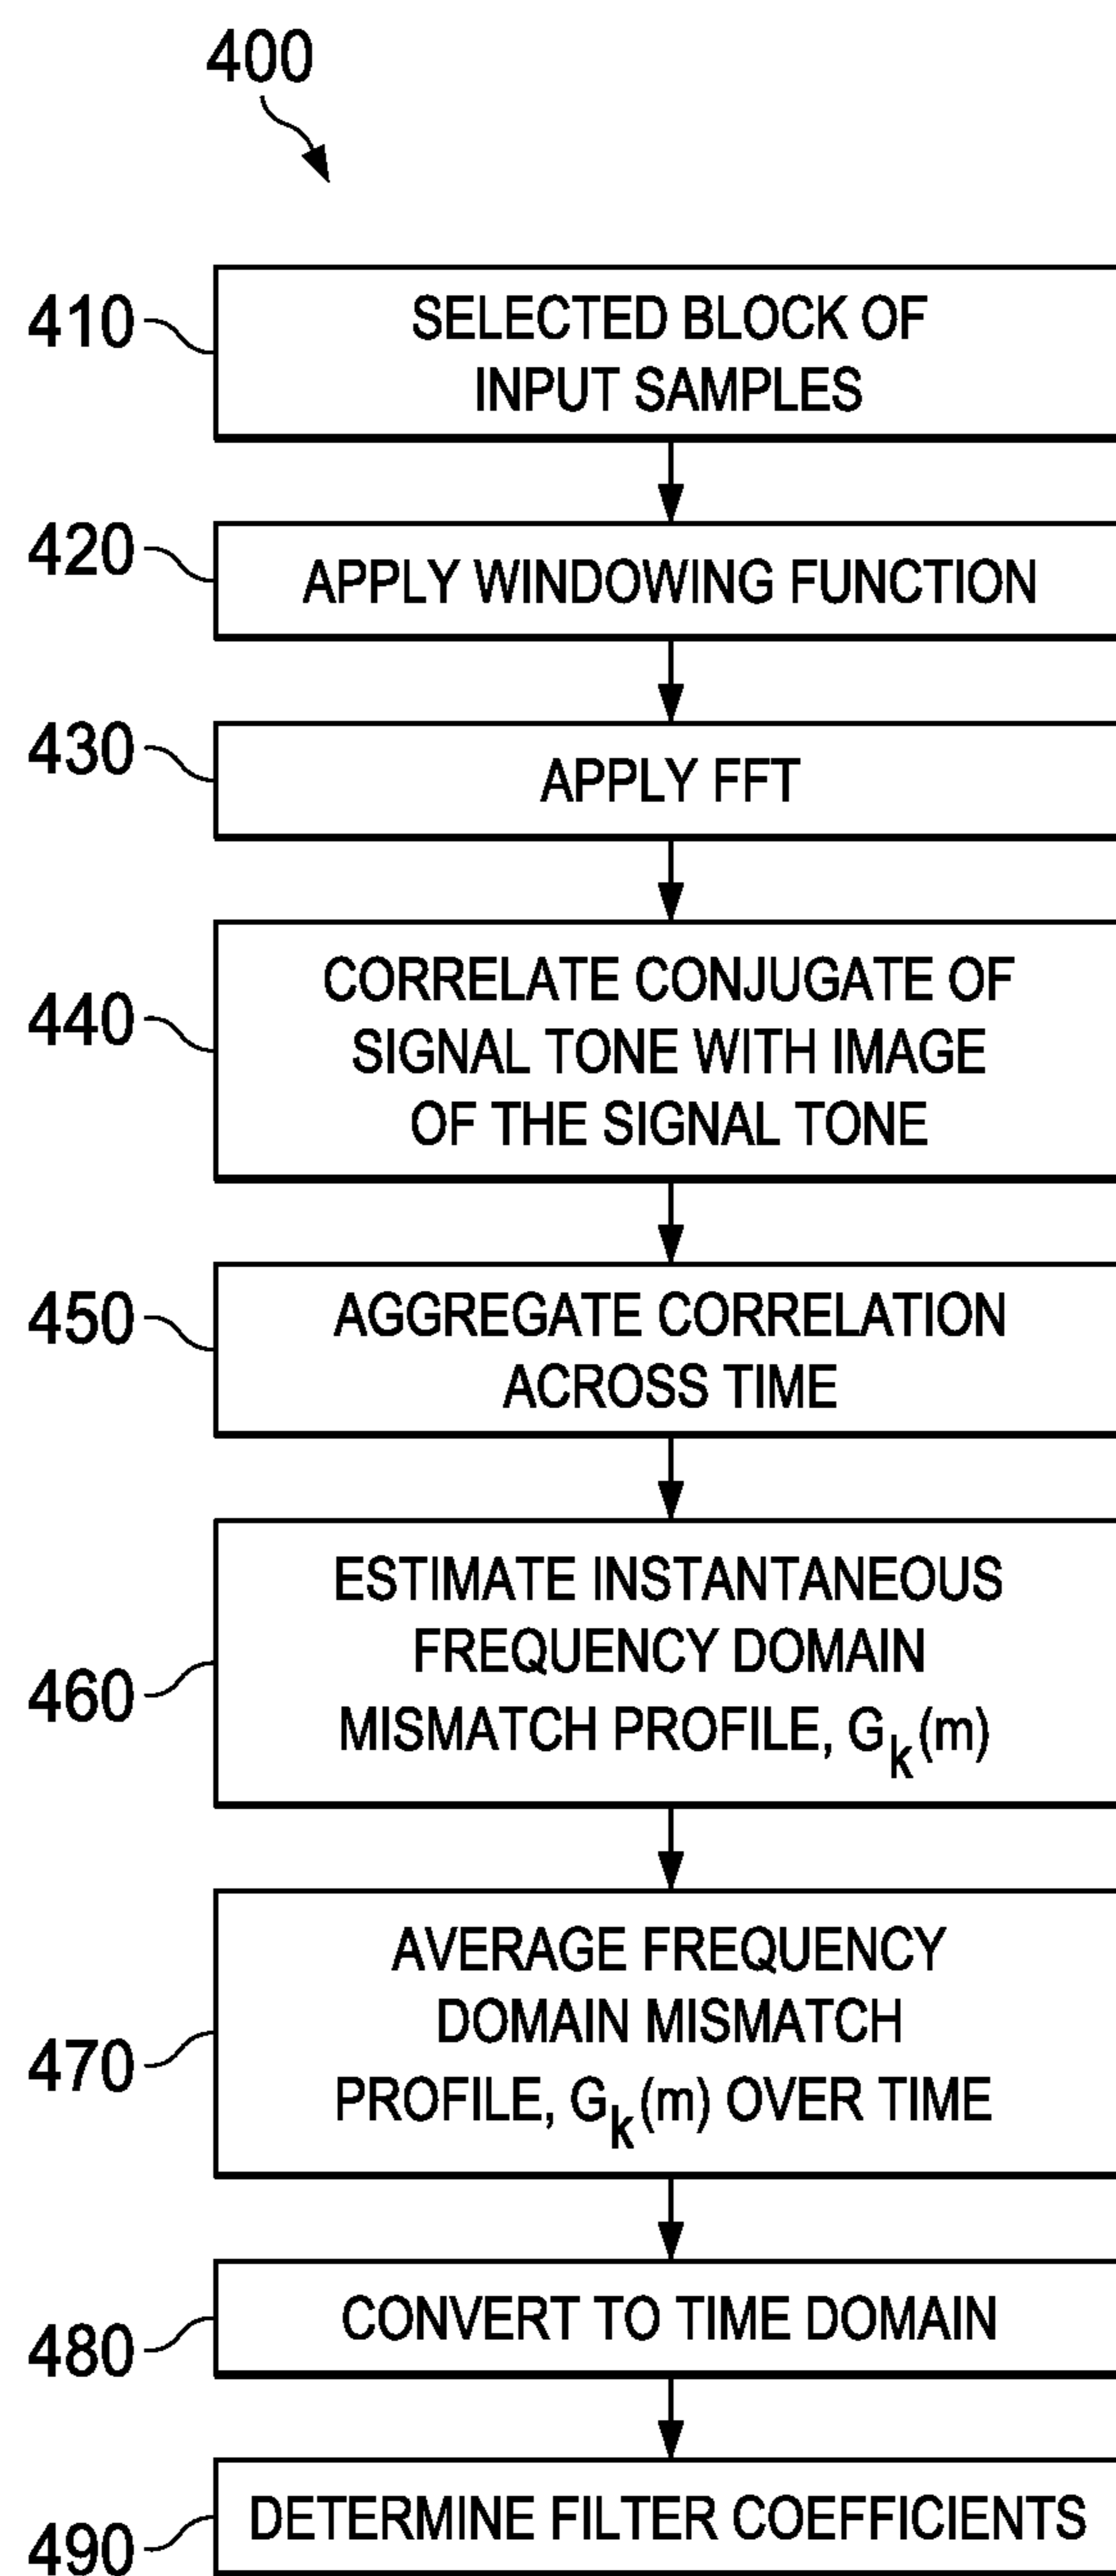 400
410
SELECTED BLOCK OF
INPUT SAMPLES
420
APPLY WINDOWING FUNCTION
430
APPLY FFT
440
CORRELATE CONJUGATE OF
SIGNAL TONE WITH IMAGE
OF THE SIGNAL TONE
450
AGGREGATE CORRELATION
ACROSS TIME
460
ESTIMATE INSTANTANEOUS
FREQUENCY DOMAIN
MISMATCH PROFILE, Gk(m)
470
AVERAGE FREQUENCY
DOMAIN MISMATCH
PROFILE, Gk(m) OVER TIME
480
CONVERT TO TIME DOMAIN
490
DETERMINE FILTER COEFFICIENTS